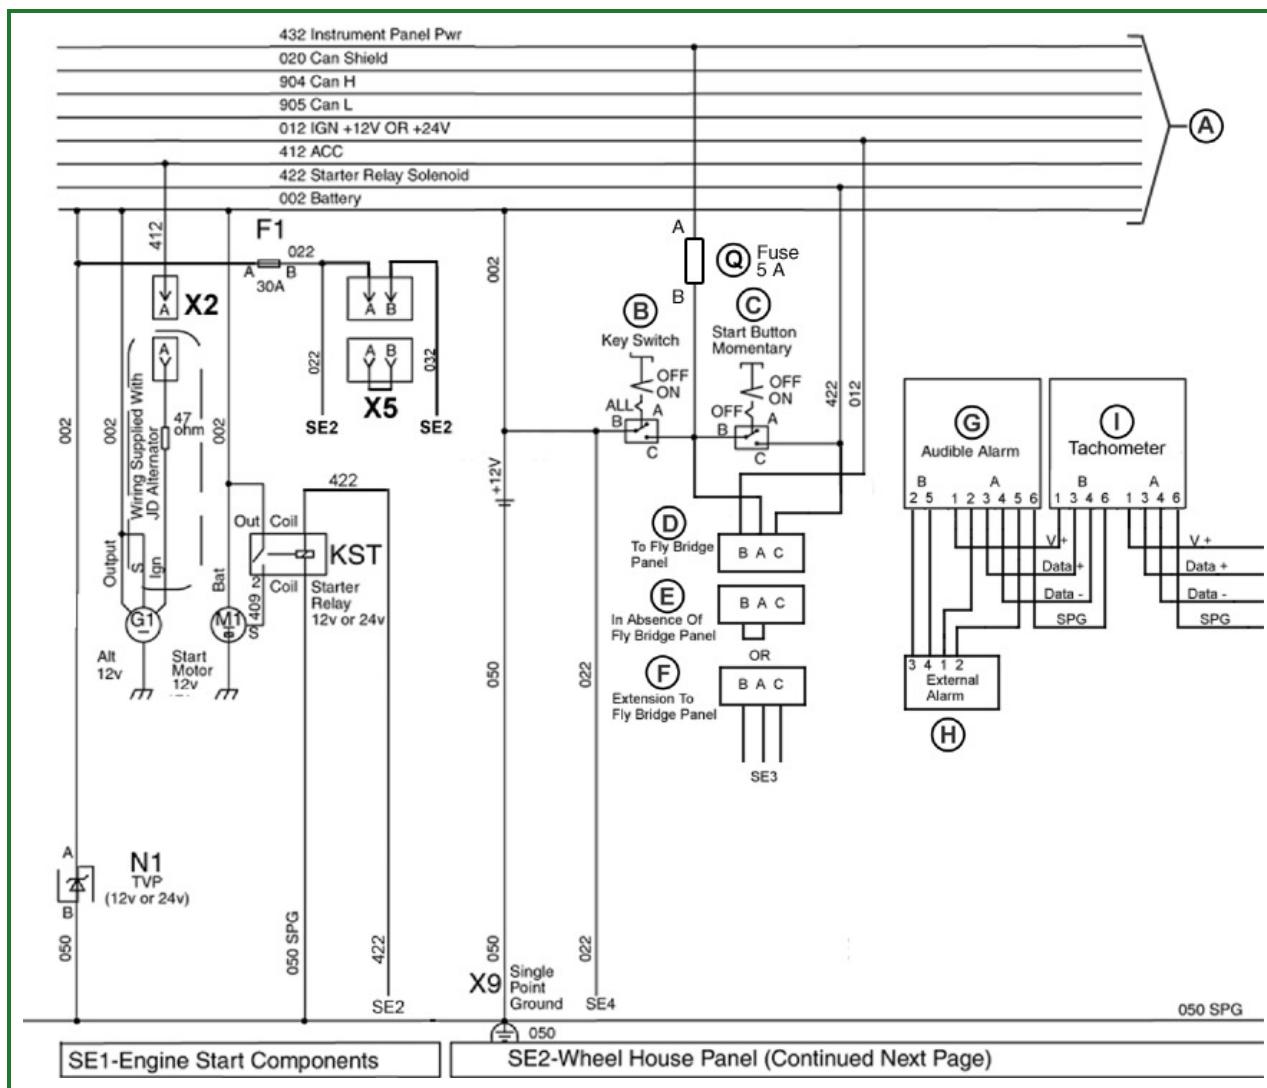 432 Instrument Panel Pwr
020 Can Shield
904 Can H
905 Can L
012 IGN +12V OR +24V
412 ACC
422 Starter Relay Solenoid
002 Battery
A
412
F1
022
A B
30A
X2
A
A
A B
A B
X5
022
032
SE2
SE2
002
002
002
Wiring Supplied With
JD Alternator
47
ohm
422
Out Coil
KST
2 Coil
409
Starter
Relay
12v or 24v
Output
S
Ign
Bat
G1
M1
S
Alt
12v
Start
Motor
12v
A
N1
TVP
(12v or 24v)
B
050
050 SPG
422
SE2
002
+12V
050
050
022
022
X9
Single
Point
Ground
SE4
050
A
Q
Fuse
5 A
B
B
Key Switch
OFF
ON
ALL
B
A
C
C
Start Button
Momentary
OFF
ON
OFF
B
A
C
422
012
D
To Fly Bridge
Panel
B A C
E
In Absence Of
Fly Bridge Panel
B A C
OR
F
Extension To
Fly Bridge Panel
B A C
SE3
G
Audible Alarm
B A
2 5 1 2 3 4 5 6
I
Tachometer
B A
1 3 4 6 1 3 4 6
V +
Data +
Data -
SPG
V +
Data +
Data -
SPG
3 4 1 2
External
Alarm
H
050 SPG
SE1-Engine Start Components
SE2-Wheel House Panel (Continued Next Page)